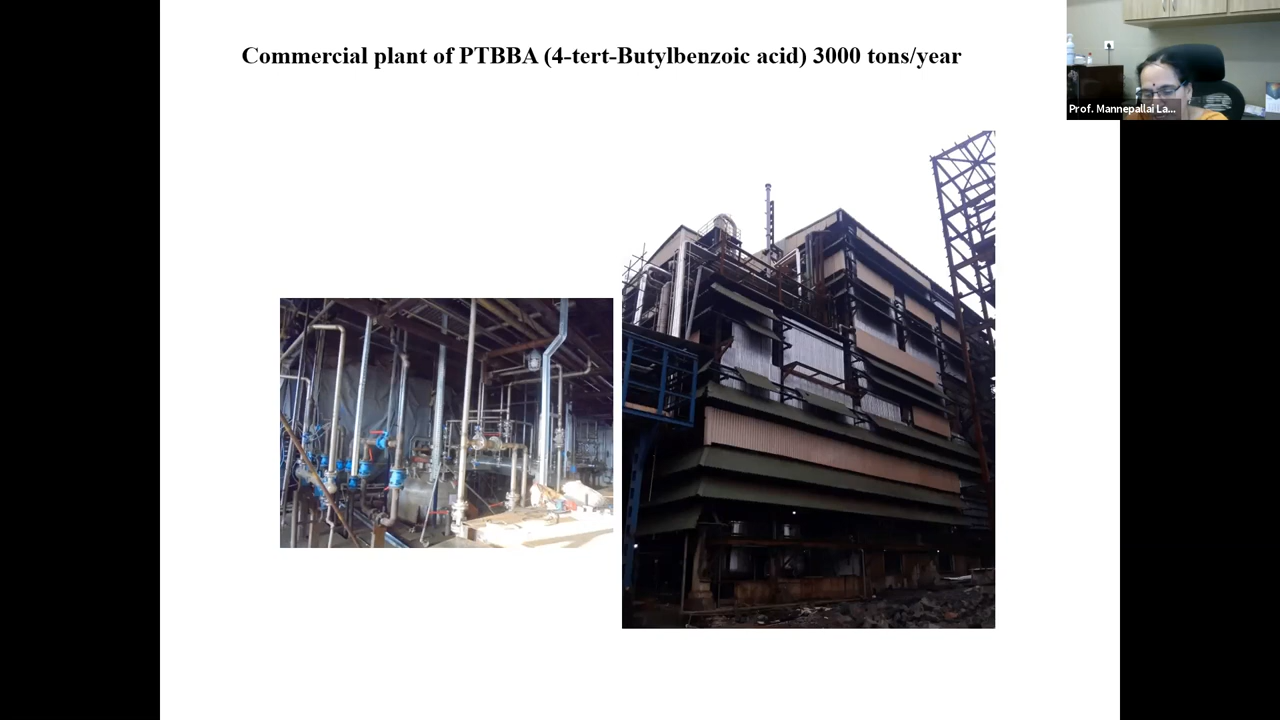 Commercial plant of PTBBA (4-tert-Butylbenzoic acid) 3000 tons/year
Prof. Mannepallai La...